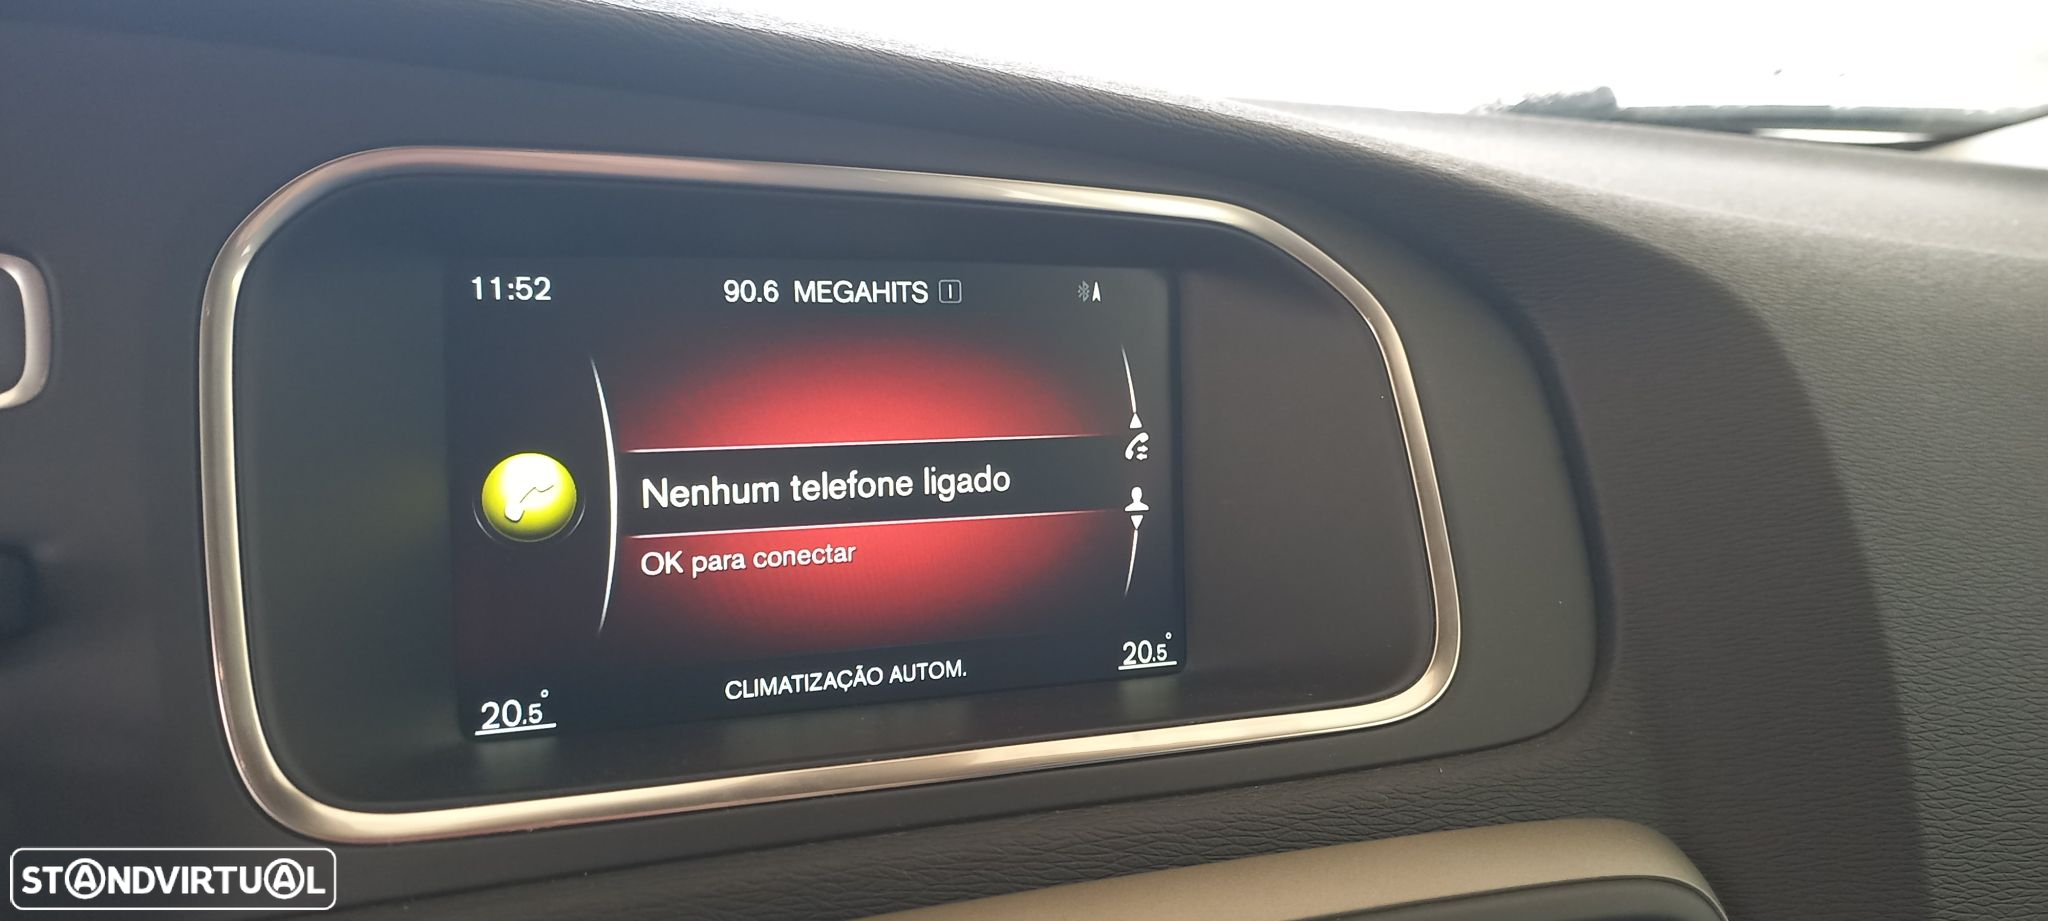 11:52
90.6 MEGAHITS I
Nenhum telefone ligado
OK para conectar
CLIMATIZAÇÃO AUTOM.
20.5°
20.5°
STANDVIRTUAL